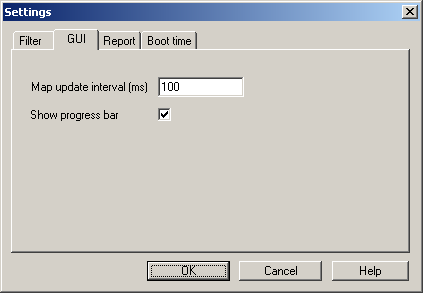 Settings
Filter GUI Report Boot time
Map update interval (ms) 100
Show progress bar
OK Cancel Help